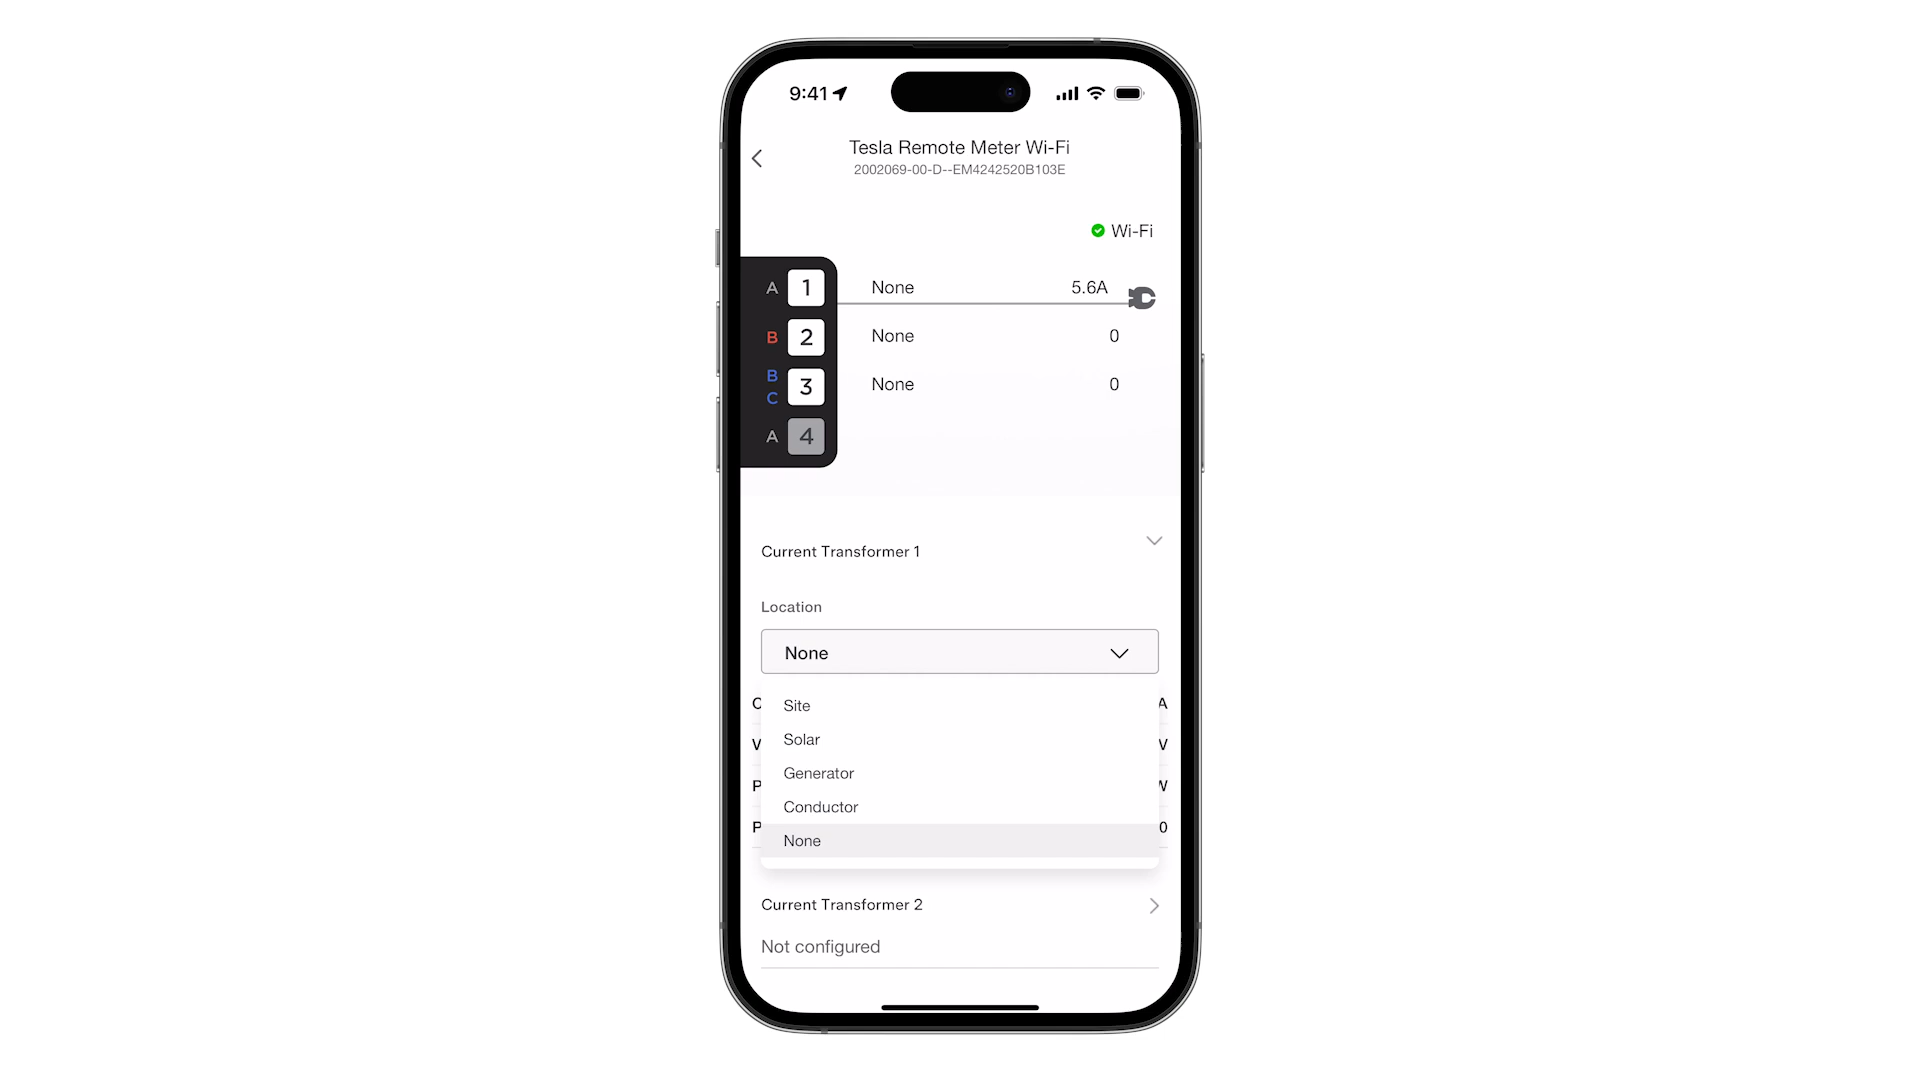 9:41
Tesla Remote Meter Wi-Fi
2002069-00-D--EM4242520B103E
Wi-Fi
A 1 None 5.6A
B 2 None 0
B C 3 None 0
A 4
Current Transformer 1
Location
None
Site
C A
Solar
V V
Generator
P W
Conductor
P 0
None
Current Transformer 2
Not configured